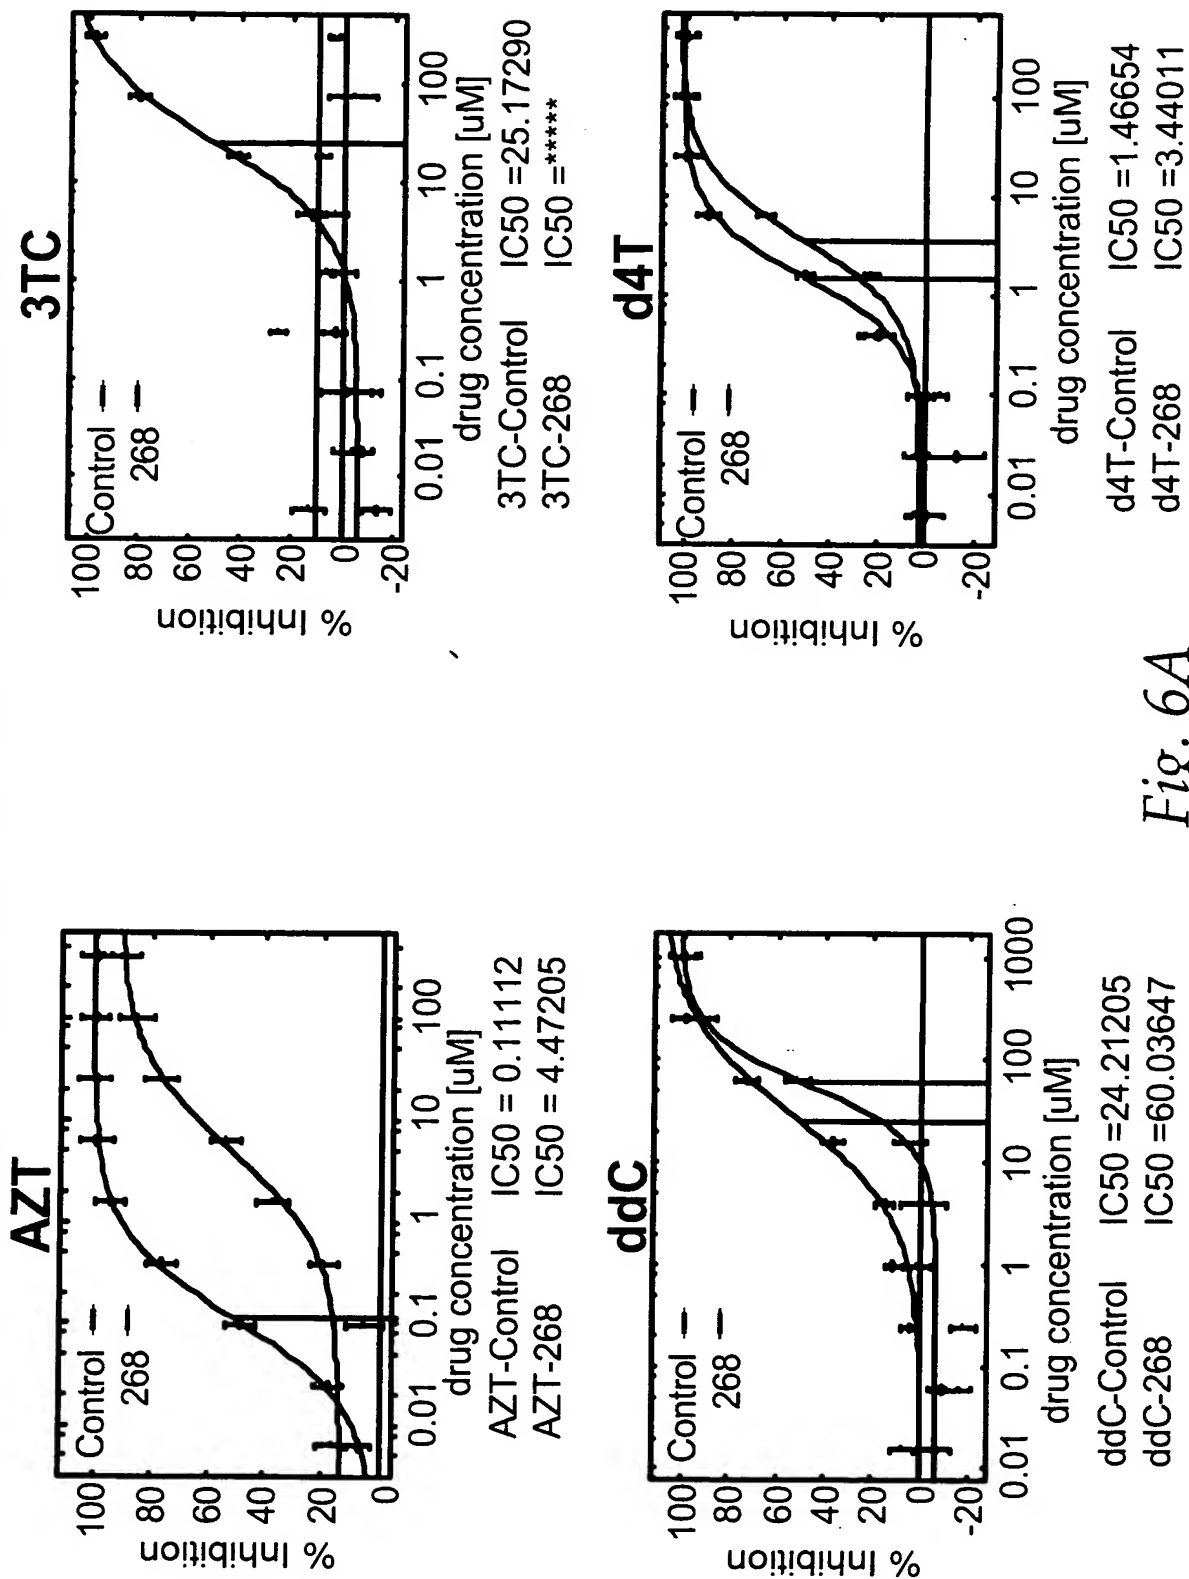 AZT
% Inhibition
100
80
60
40
20
0
Control
268
0.01 0.1 1 10 100
drug concentration [uM]
AZT-Control IC50 = 0.11112
AZT-268 IC50 = 4.47205
3TC
% Inhibition
100
80
60
40
20
0
-20
Control
268
0.01 0.1 1 10 100
drug concentration [uM]
3TC-Control IC50 =25.17290
3TC-268 IC50 =*****
ddC
% Inhibition
100
80
60
40
20
0
-20
Control
268
0.01 0.1 1 10 100 1000
drug concentration [uM]
ddC-Control IC50 =24.21205
ddC-268 IC50 =60.03647
d4T
% Inhibition
100
80
60
40
20
0
-20
Control
268
0.01 0.1 1 10 100
drug concentration [uM]
d4T-Control IC50 =1.46654
d4T-268 IC50 =3.44011
Fig. 6A